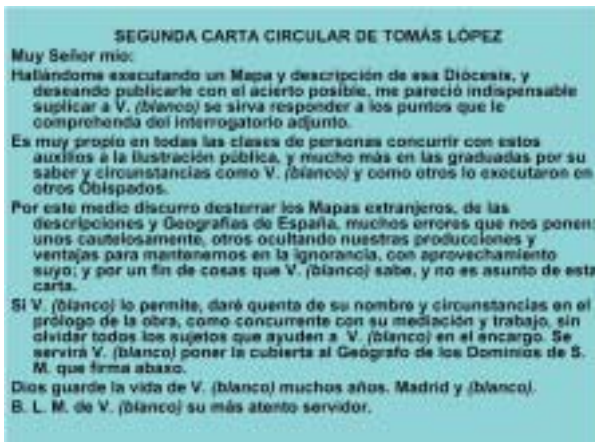 SEGUNDA CARTA CIRCULAR DE TOMÁS LÓPEZ
Muy Señor mio:
Hallándome executando un Mapa y descripción de esa Diócesis, y
deseando publicarle con el acierto posible, me pareció indispensable
suplicar a V. (blanco) se sirva responder a los puntos que le
comprehenda del interrogatorio adjunto.
Es muy propio en todas las clases de personas concurrir con estos
auxilios a la ilustración pública, y mucho más en las graduadas por su
saber y circunstancias como V. (blanco) y como otros lo executaron en
otros Obispados.
Por este medio discurro desterrar los Mapas extranjeros, de las
descripciones y Geografías de España, muchos errores que nos ponen:
unos cautelosamente, otros ocultando nuestras producciones y
ventajas para mantenernos en la ignorancia, con aprovechamiento
suyo; y por un fin de cosas que V. (blanco) sabe, y no es asunto de esta
carta.
Si V. (blanco) lo permite, daré quenta de su nombre y circunstancias en el
prólogo de la obra, como concurrente con su mediación y trabajo, sin
olvidar todos los sujetos que ayuden a V. (blanco) en el encargo. Se
servirá V. (blanco) poner la cubierta al Geógrafo de los Dominios de S.
M. que firma abaxo.
Dios guarde la vida de V. (blanco) muchos años. Madrid y (blanco).
B. L. M. de V. (blanco) su más atento servidor.